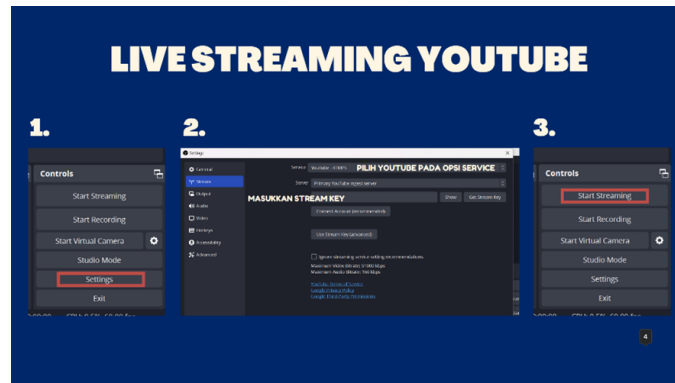 LIVE STREAMING YOUTUBE
1.
Controls
Start Streaming
Start Recording
Start Virtual Camera
Studio Mode
Settings
Exit
2.
Settings
General
Stream
Output
Audio
Video
Hotkeys
Accessibility
Advanced
Service
PILIH YOUTUBE PADA OPSI SERVICE
Server
Primary YouTube ingest server
MASUKKAN STREAM KEY
Show
Get Stream Key
Connect Account (recommended)
Use Stream Key (advanced)
Ignore streaming service setting recommendations
Maximum Video Bitrate: 51000 kbps
Maximum Audio Bitrate: 160 kbps
YouTube Terms of Service
Google Privacy Policy
Google Third-Party Permissions
3.
Controls
Start Streaming
Start Recording
Start Virtual Camera
Studio Mode
Settings
Exit
4